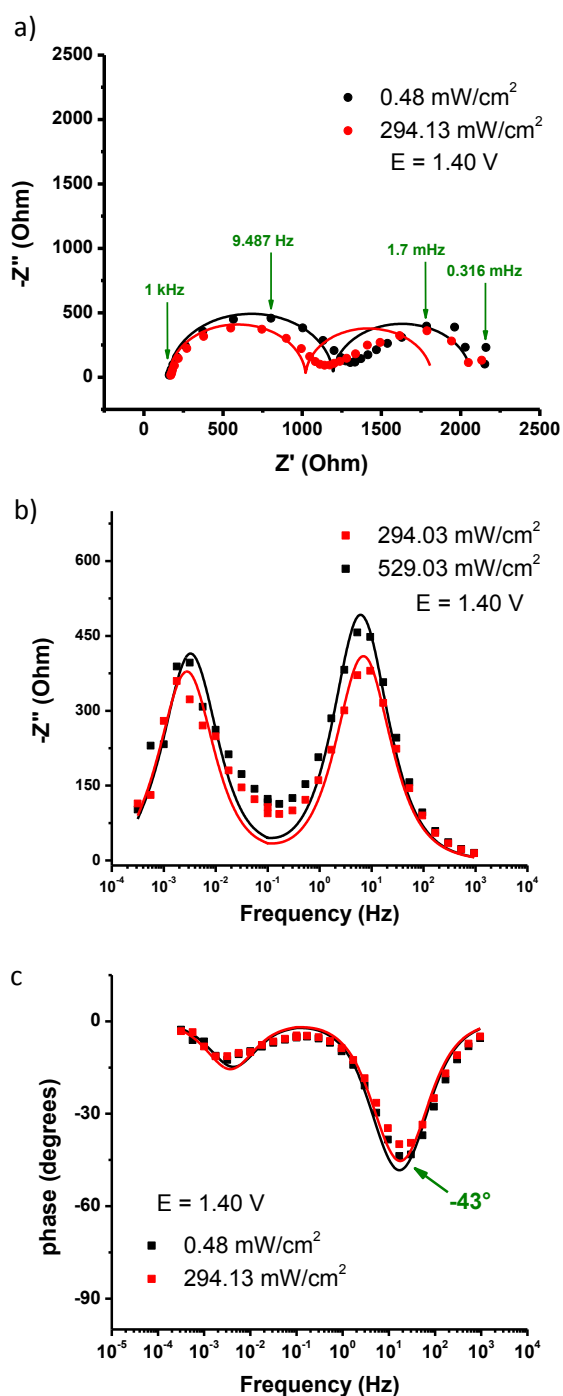 a)
2500
2000
1500
1000
500
0
-Z" (Ohm)
0.48 mW/cm²
294.13 mW/cm²
E = 1.40 V
9.487 Hz
1.7 mHz
0.316 mHz
1 kHz
0 500 1000 1500 2000 2500
Z' (Ohm)
b)
600
450
300
150
0
-Z" (Ohm)
294.03 mW/cm²
529.03 mW/cm²
E = 1.40 V
10⁻⁴ 10⁻³ 10⁻² 10⁻¹ 10⁰ 10¹ 10² 10³ 10⁴
Frequency (Hz)
c
0
-30
-60
-90
phase (degrees)
-43°
E = 1.40 V
0.48 mW/cm²
294.13 mW/cm²
10⁻⁵ 10⁻⁴ 10⁻³ 10⁻² 10⁻¹ 10⁰ 10¹ 10² 10³ 10⁴
Frequency (Hz)